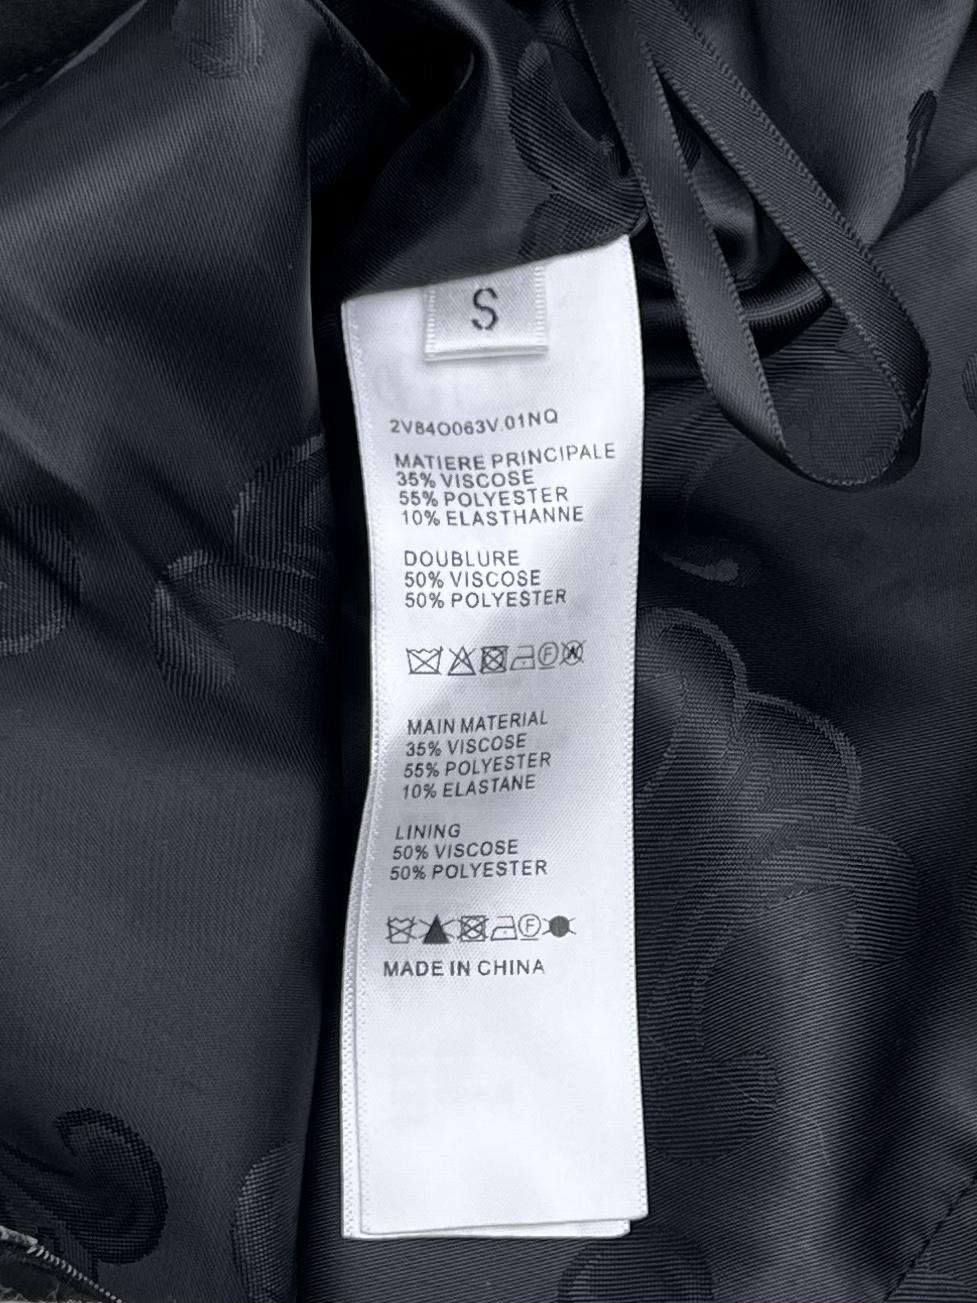 S
2V84O063V.01NQ
MATIERE PRINCIPALE
35% VISCOSE
55% POLYESTER
10% ELASTHANNE
DOUBLURE
50% VISCOSE
50% POLYESTER
F W
MAIN MATERIAL
35% VISCOSE
55% POLYESTER
10% ELASTANE
LINING
50% VISCOSE
50% POLYESTER
F
MADE IN CHINA